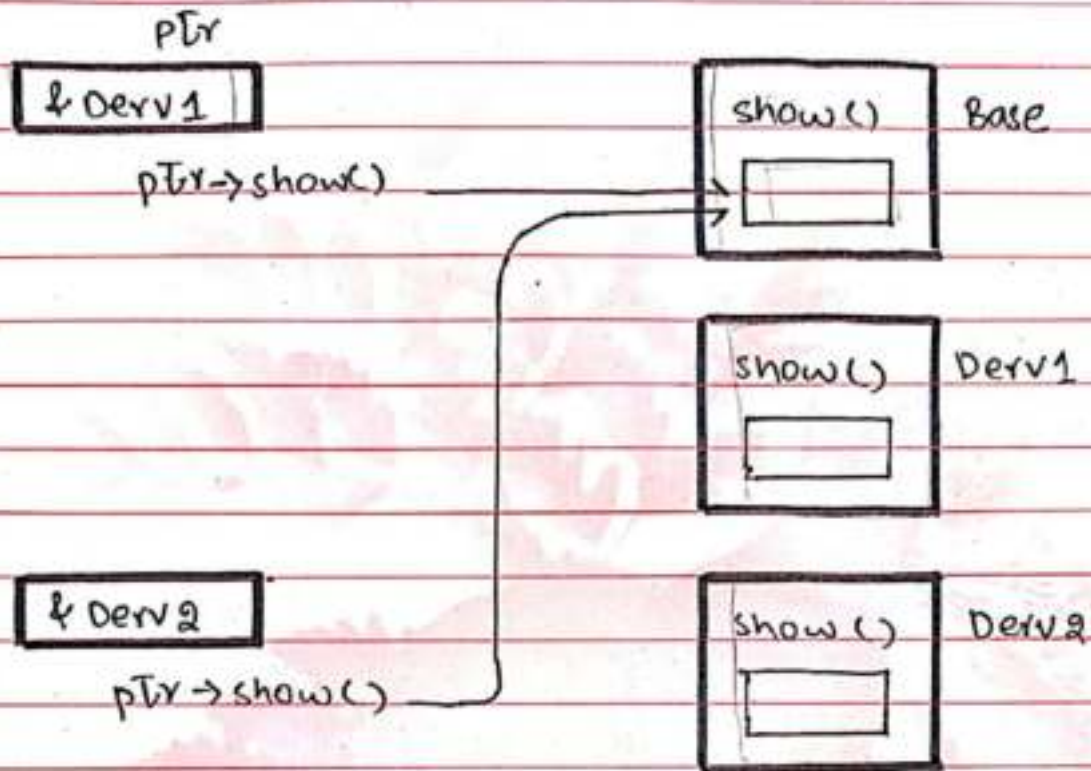 ptr
& Derv1
show() Base
ptr->show()
show() Derv1
& Derv2
show() Derv2
ptr->show()